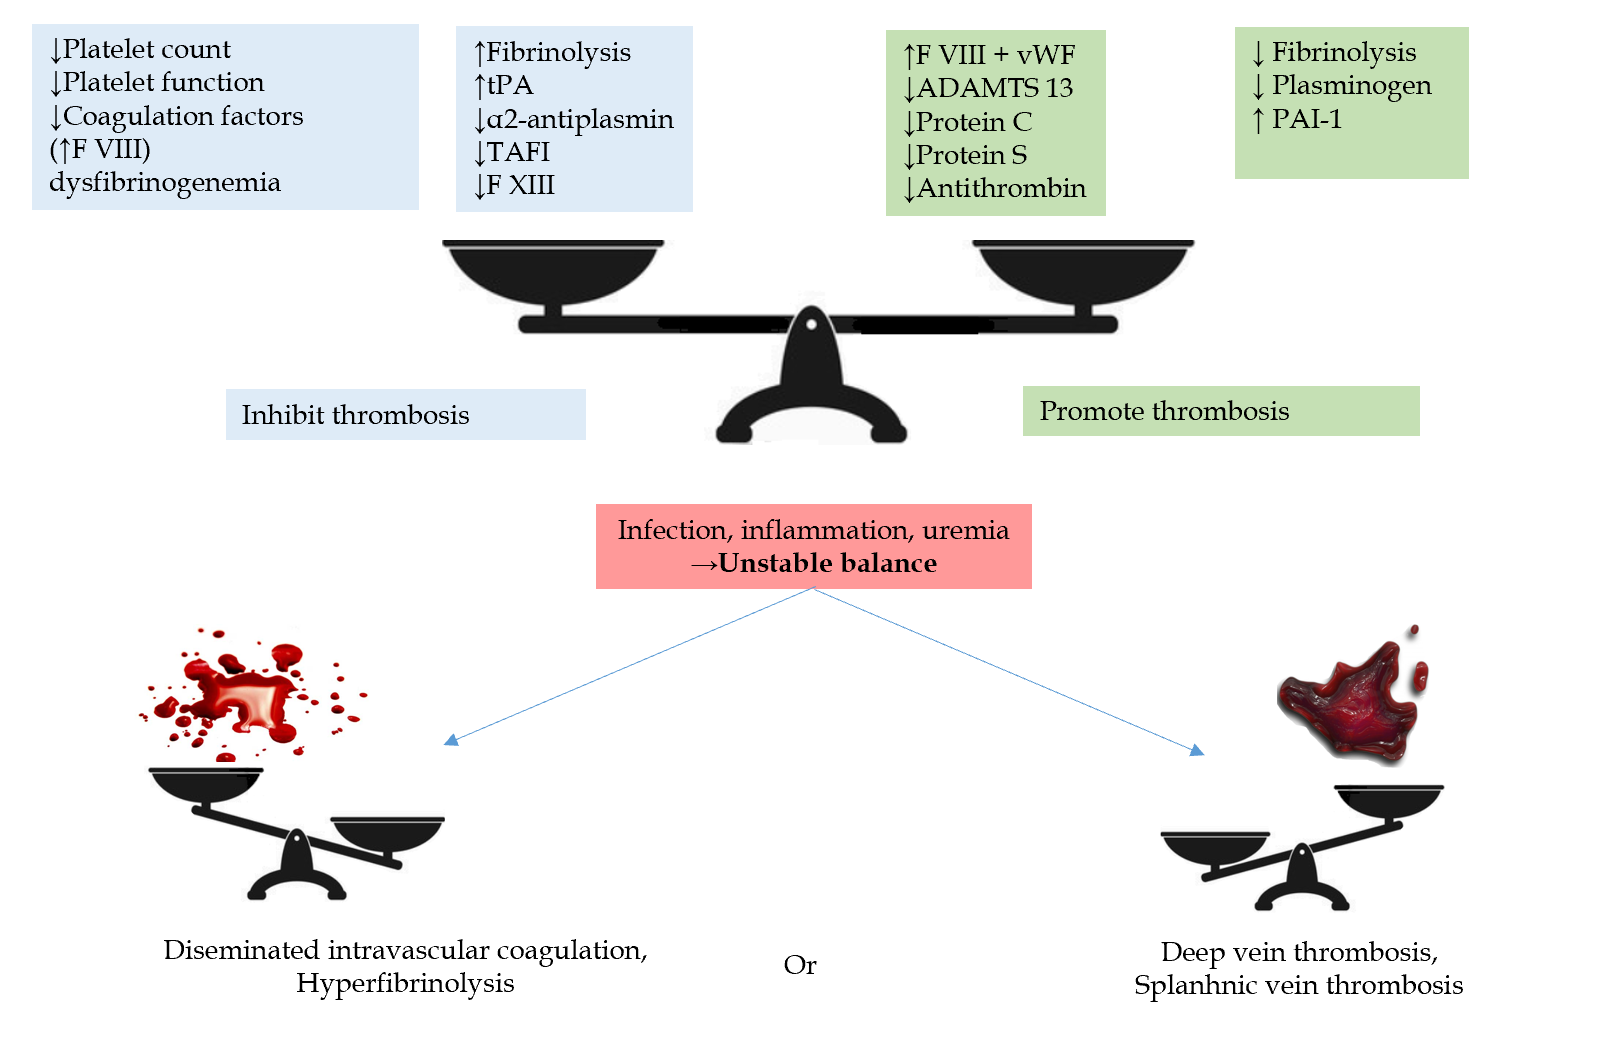 ↓Platelet count
↓Platelet function
↓Coagulation factors
(↑F VIII)
dysfibrinogenemia
↑Fibrinolysis
↑tPA
↓α2-antiplasmin
↓TAFI
↓F XIII
↑F VIII + vWF
↓ADAMTS 13
↓Protein C
↓Protein S
↓Antithrombin
↓ Fibrinolysis
↓ Plasminogen
↑ PAI-1
Inhibit thrombosis
Promote thrombosis
Infection, inflammation, uremia
→Unstable balance
Diseminated intravascular coagulation,
Hyperfibrinolysis
Or
Deep vein thrombosis,
Splanhnic vein thrombosis